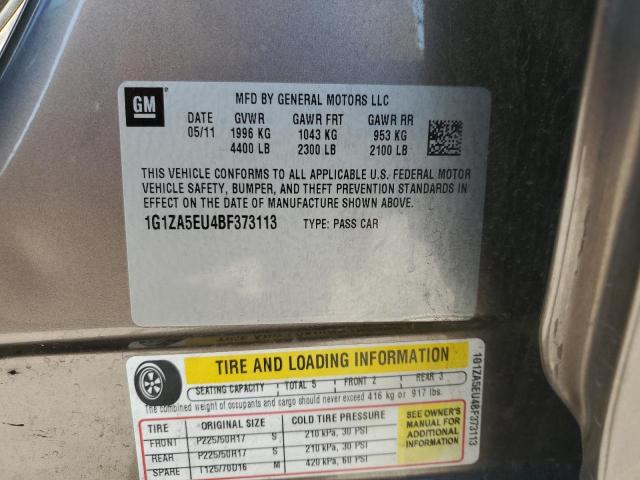 GM
MFD BY GENERAL MOTORS LLC
DATE GVWR GAWR FRT GAWR RR
05/11 1996 KG 1043 KG 953 KG
4400 LB 2300 LB 2100 LB
THIS VEHICLE CONFORMS TO ALL APPLICABLE U.S. FEDERAL MOTOR
VEHICLE SAFETY, BUMPER, AND THEFT PREVENTION STANDARDS IN
EFFECT ON THE DATE OF MANUFACTURE SHOWN ABOVE.
1G1ZA5EU4BF373113 TYPE: PASS CAR
TIRE AND LOADING INFORMATION
SEATING CAPACITY TOTAL 5 FRONT 2 REAR 3
The combined weight of occupants and cargo should never exceed 416 kg or 917 lbs.
TIRE ORIGINAL SIZE COLD TIRE PRESSURE
FRONT P225/50R17 S 210 kPa, 30 PSI
REAR P225/50R17 S 210 kPa, 30 PSI
SPARE T125/70D16 M 420 kPa, 60 PSI
SEE OWNER'S
MANUAL FOR
ADDITIONAL
INFORMATION
1G1ZA5EU4BF373113